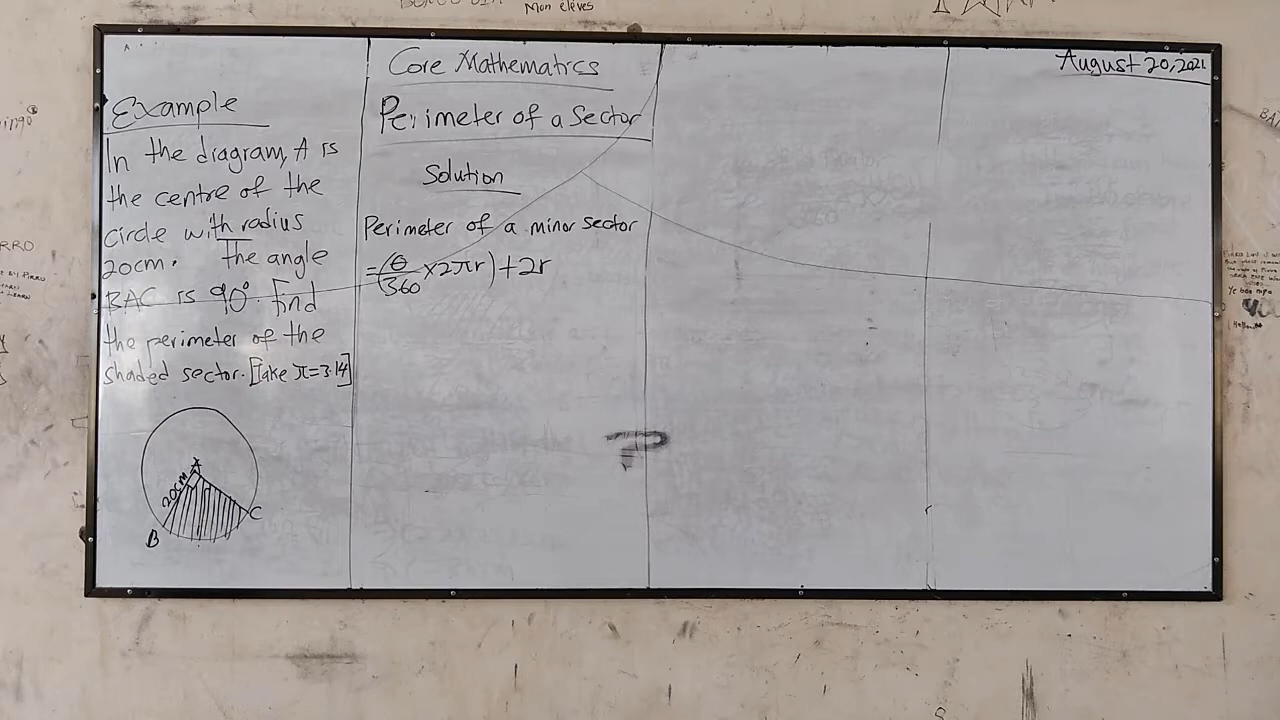 Mon elèves
Core Mathematics
August 20, 2021
Example
In the diagram, A is
the centre of the
circle with radius
20cm. The angle
BAC is 90°. Find
the perimeter of the
shaded sector. [Take π=3.14]
A
20cm
B
C
Perimeter of a Sector
Solution
Perimeter of a minor sector
=(θ/360 ×2πr)+2r
?